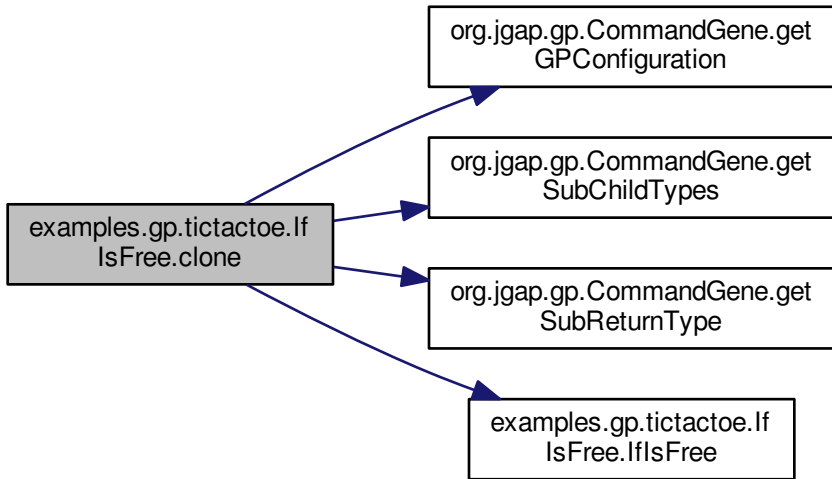 org.jgap.gp.CommandGene.get
GPConfiguration
org.jgap.gp.CommandGene.get
SubChildTypes
examples.gp.tictactoe.If
IsFree.clone
org.jgap.gp.CommandGene.get
SubReturnType
examples.gp.tictactoe.If
IsFree.IfIsFree